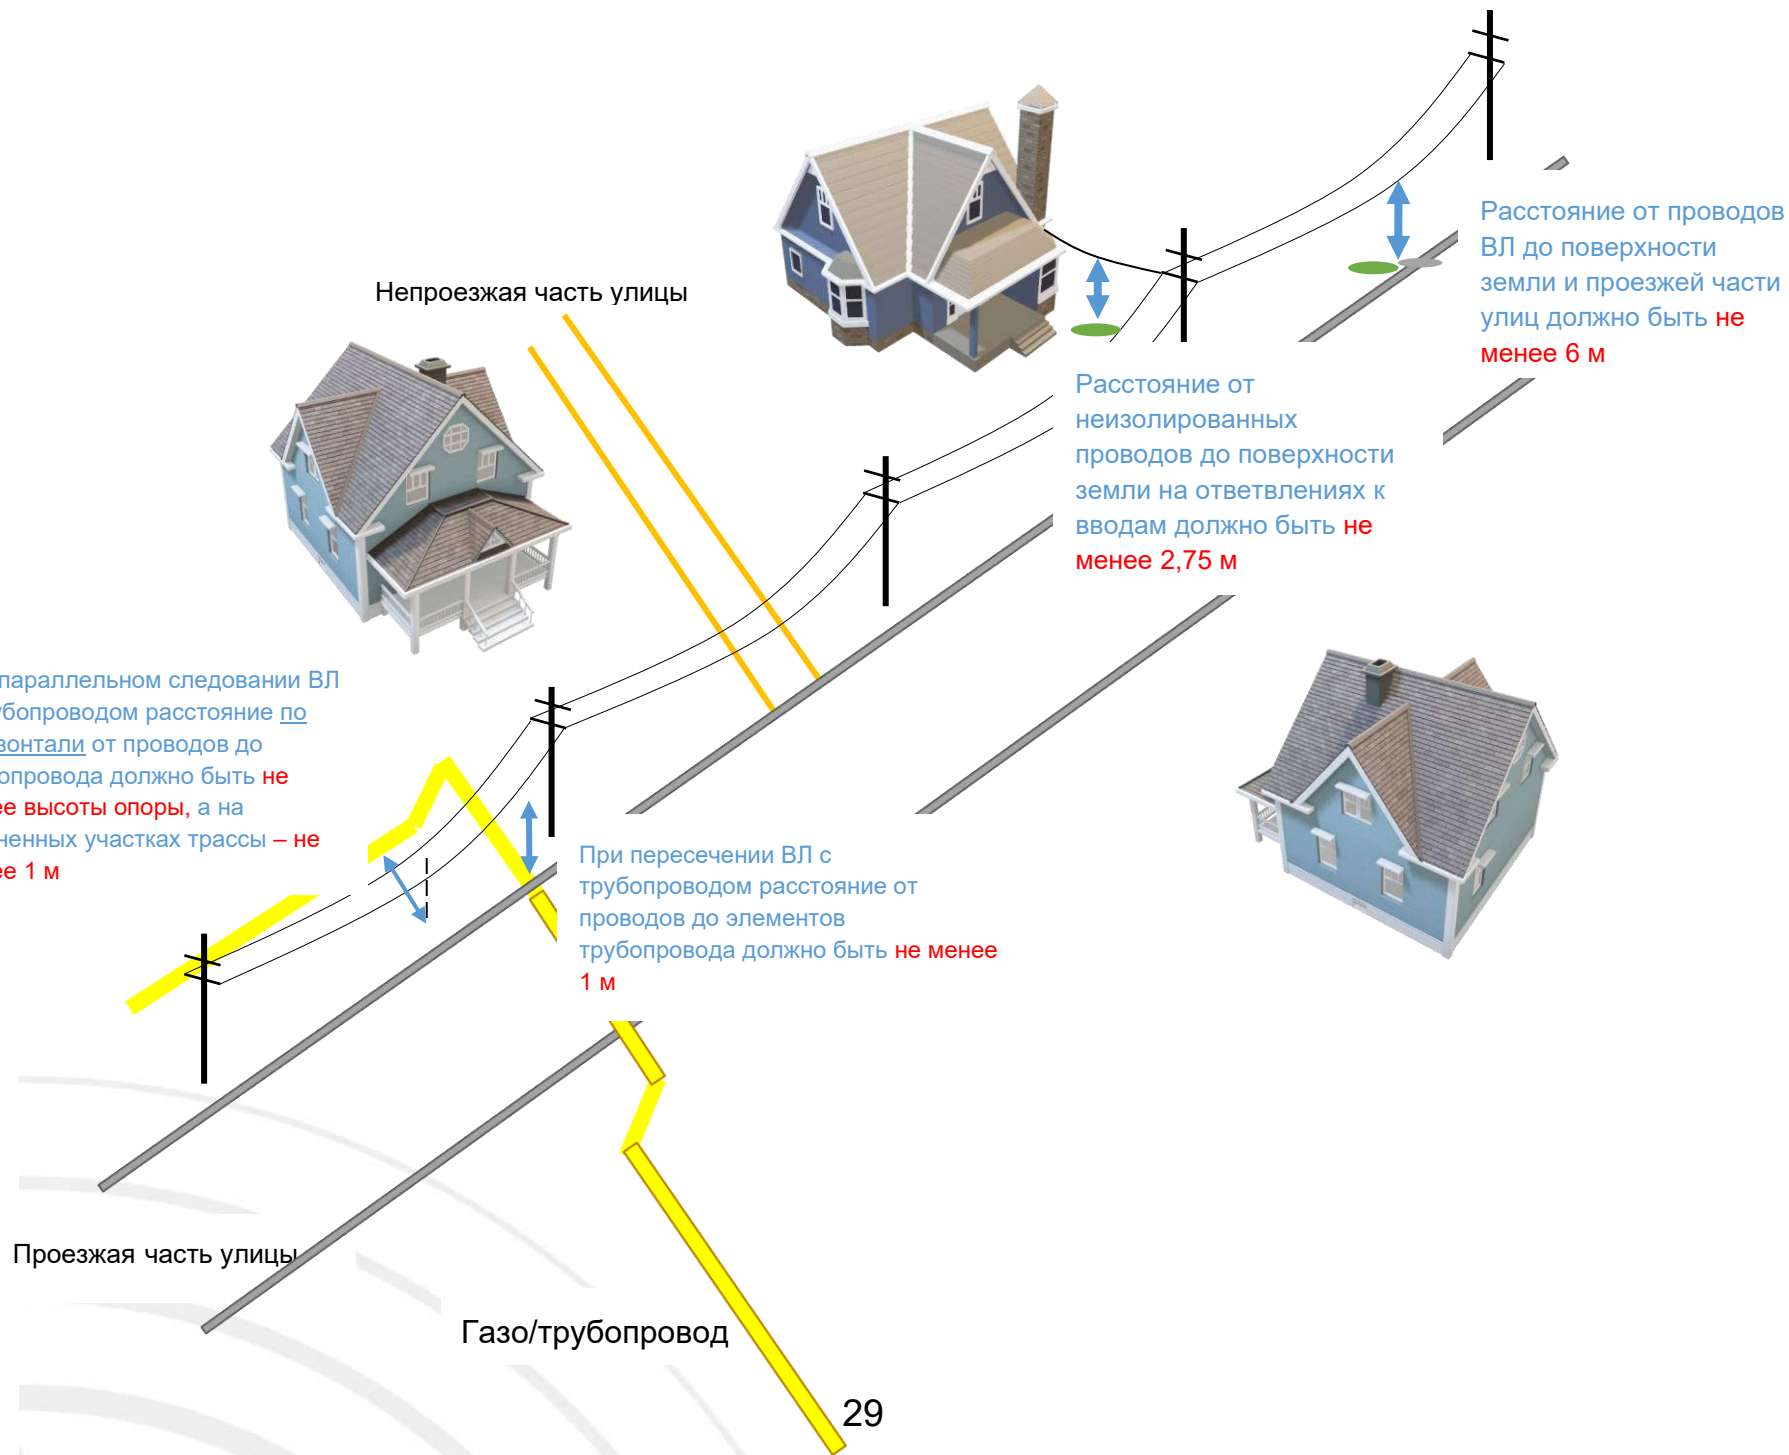 Непроезжая часть улицы
Расстояние от проводов
ВЛ до поверхности
земли и проезжей части
улиц должно быть не
менее 6 м
Расстояние от
неизолированных
проводов до поверхности
земли на ответвлениях к
вводам должно быть не
менее 2,75 м
параллельном следовании ВЛ
убопроводом расстояние по
зонтали от проводов до
опровода должно быть не
ее высоты опоры, а на
ненных участках трассы – не
ее 1 м
При пересечении ВЛ с
трубопроводом расстояние от
проводов до элементов
трубопровода должно быть не менее
1 м
Проезжая часть улицы
Газо/трубопровод
29